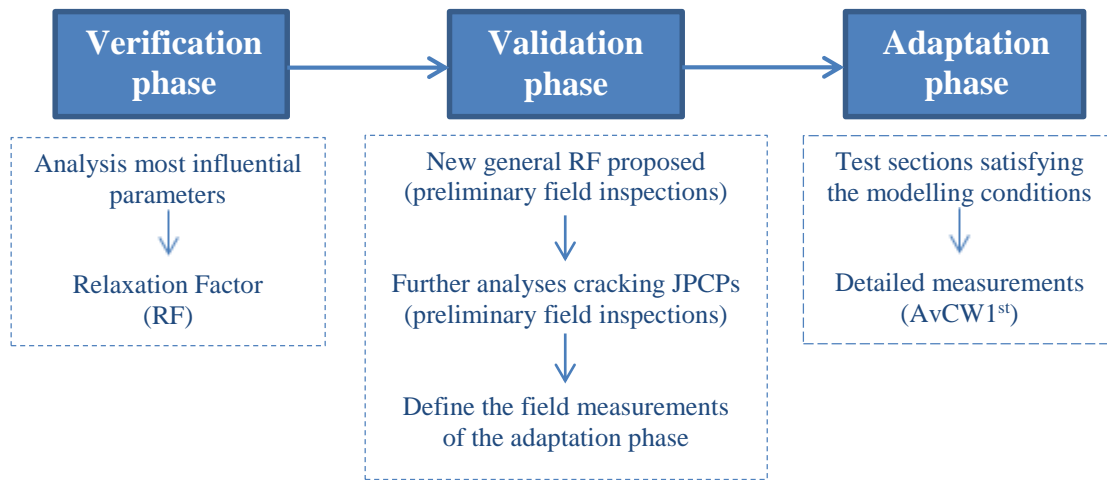 Verification
phase
Analysis most influential
parameters
Relaxation Factor
(RF)
Validation
phase
New general RF proposed
(preliminary field inspections)
Further analyses cracking JPCPs
(preliminary field inspections)
Define the field measurements
of the adaptation phase
Adaptation
phase
Test sections satisfying
the modelling conditions
Detailed measurements
(AvCW1st)